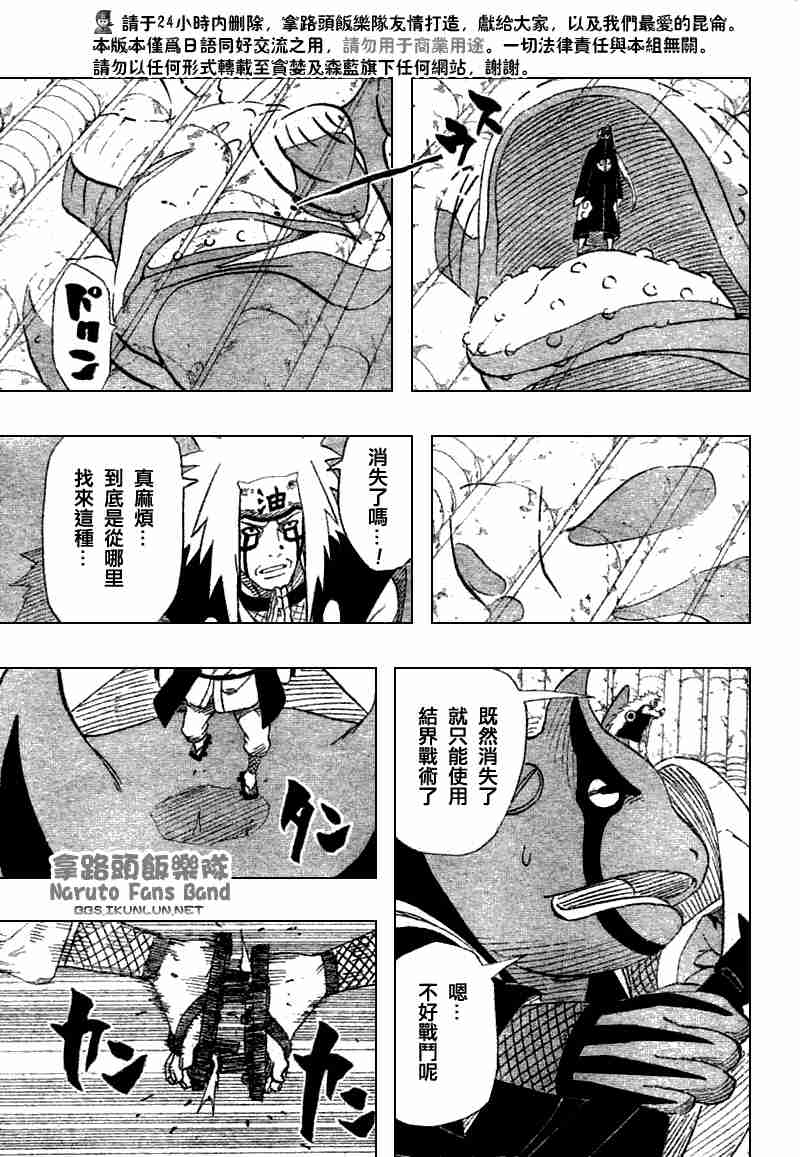 請于24小時内删除，拿路頭飯樂隊友情打造，獻給大家，以及我們最愛的昆侖。
本版本僅爲日語同好交流之用，請勿用于商業用途。一切法律責任與本組無關。
請勿以任何形式轉載至貪婪及森藍旗下任何網站，謝謝。
クス
ドロン
消失了嗎…!
油
真麻煩…
到底是從哪里
找來這種…
既然消失了
就只能使用
結界戰術了
タン
嗯…
不好戰鬥呢
カン
カン
拿路頭飯樂隊
Naruto Fans Band
GGS.IKUNLUN.NET